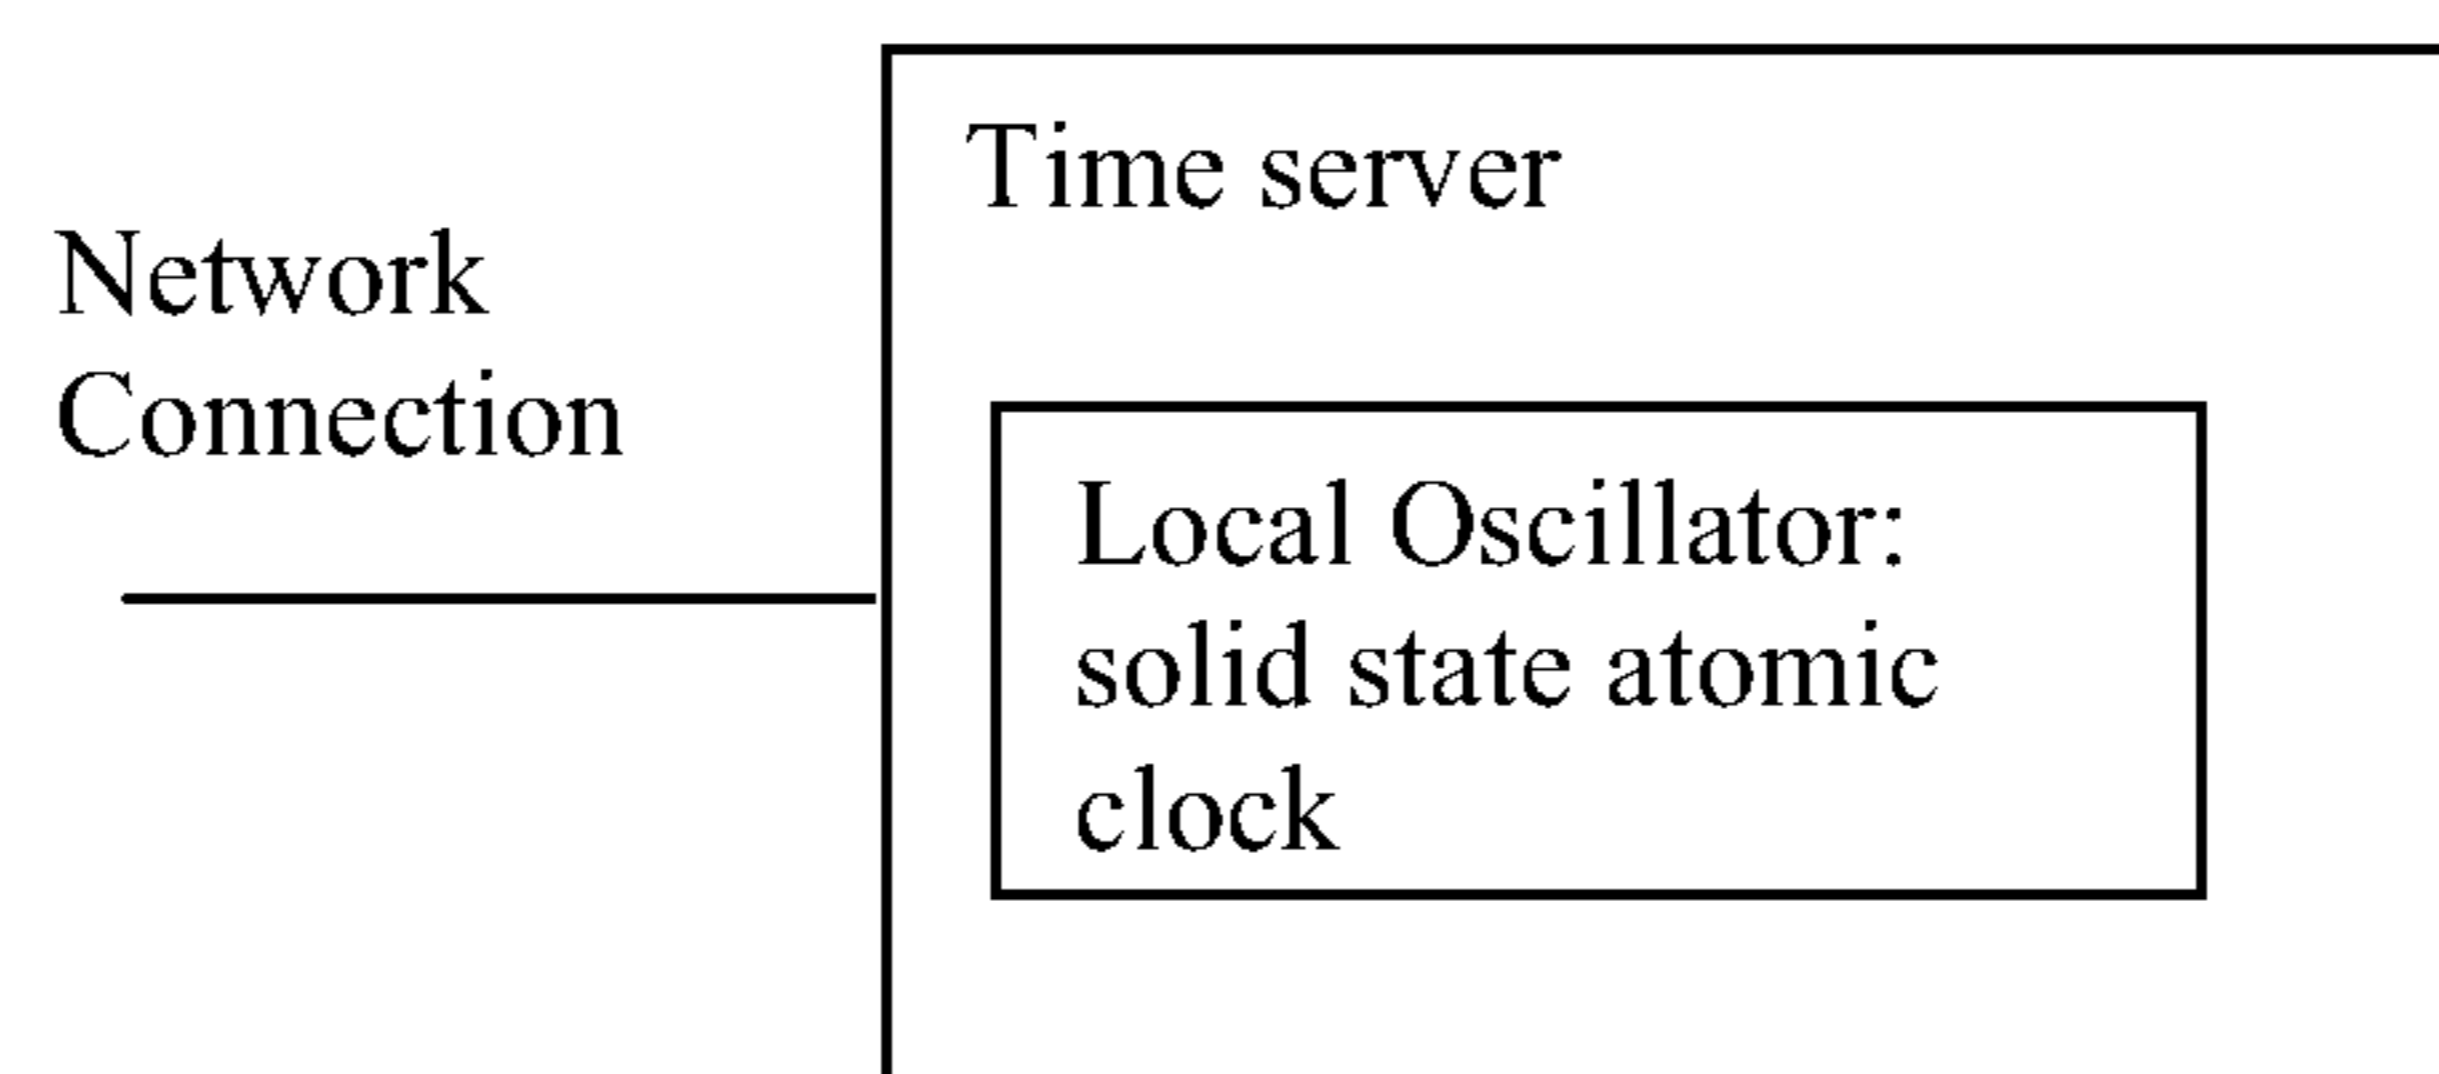 Time server
Network
Connection
Local Oscillator:
solid state atomic
clock